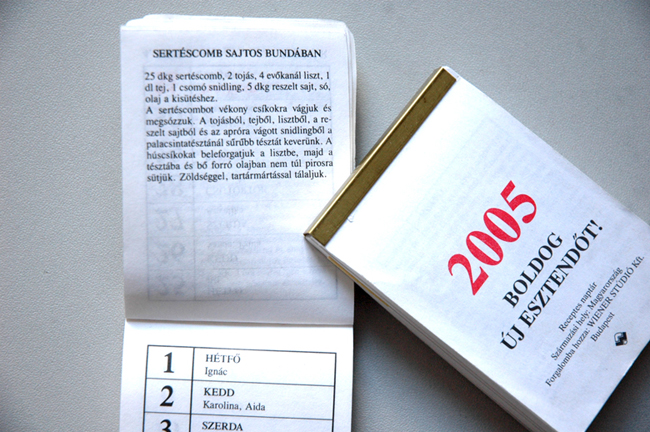 SERTÉSCOMB SAJTOS BUNDÁBAN
25 dkg sertéscomb, 2 tojás, 4 evőkanál liszt, 1
dl tej, 1 csomó snidling, 5 dkg reszelt sajt, só,
olaj a kisütéshez.
A sertéscombot vékony csíkokra vágjuk és
megsózzuk. A tojásból, tejből, lisztből, a re-
szelt sajtból és az apróra vágott snidlingből a
palacsintatésztánál sűrűbb tésztát keverünk. A
húscsíkokat beleforgatjuk a lisztbe, majd a
tésztába és bő forró olajban nem túl pirosra
sütjük. Zöldséggel, tartármártással tálaljuk.
1 HÉTFŐ
Ignác
2 KEDD
Karolina, Aida
3 SZERDA
2005
BOLDOG
ÚJ ESZTENDŐT!
Receptes naptár
Származási hely: Magyarország
Forgalomba hozza: WIENER STÚDIÓ Kft.
Budapest